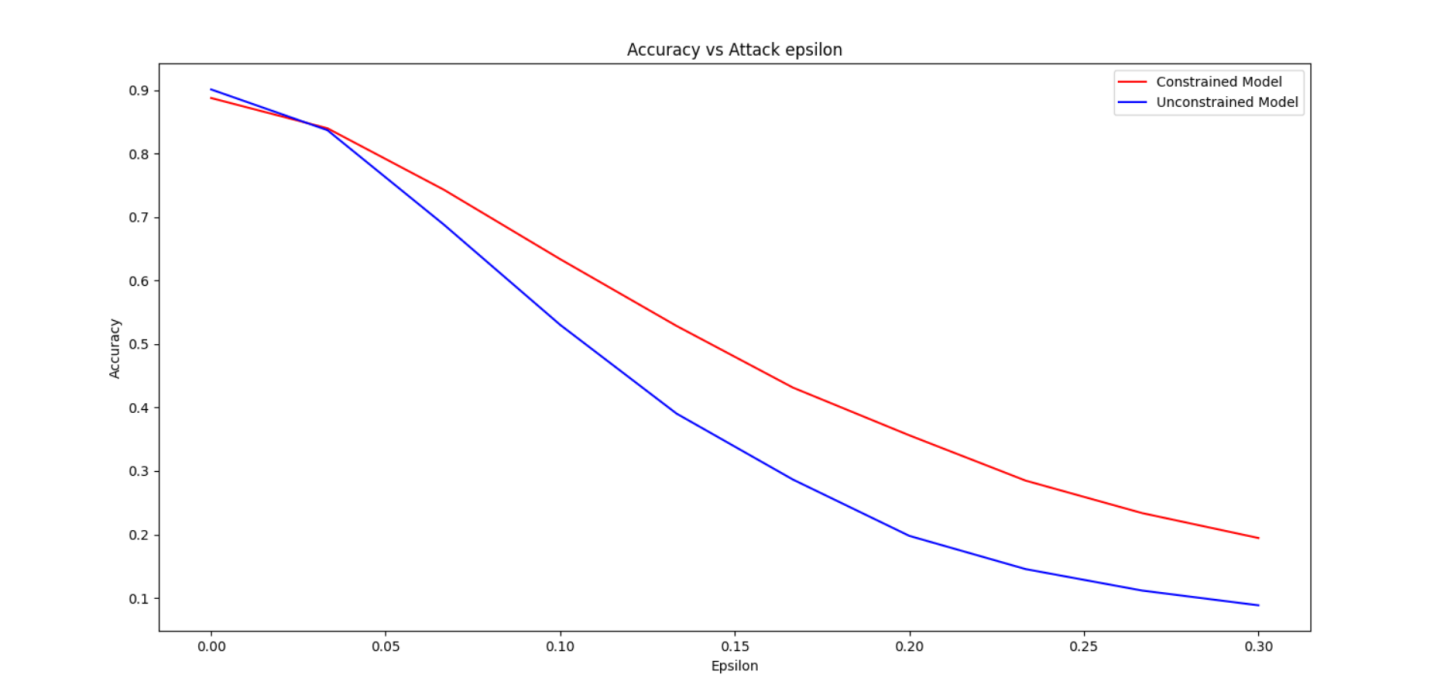 Accuracy vs Attack epsilon
Constrained Model
Unconstrained Model
Accuracy
0.9
0.8
0.7
0.6
0.5
0.4
0.3
0.2
0.1
0.00 0.05 0.10 0.15 0.20 0.25 0.30
Epsilon